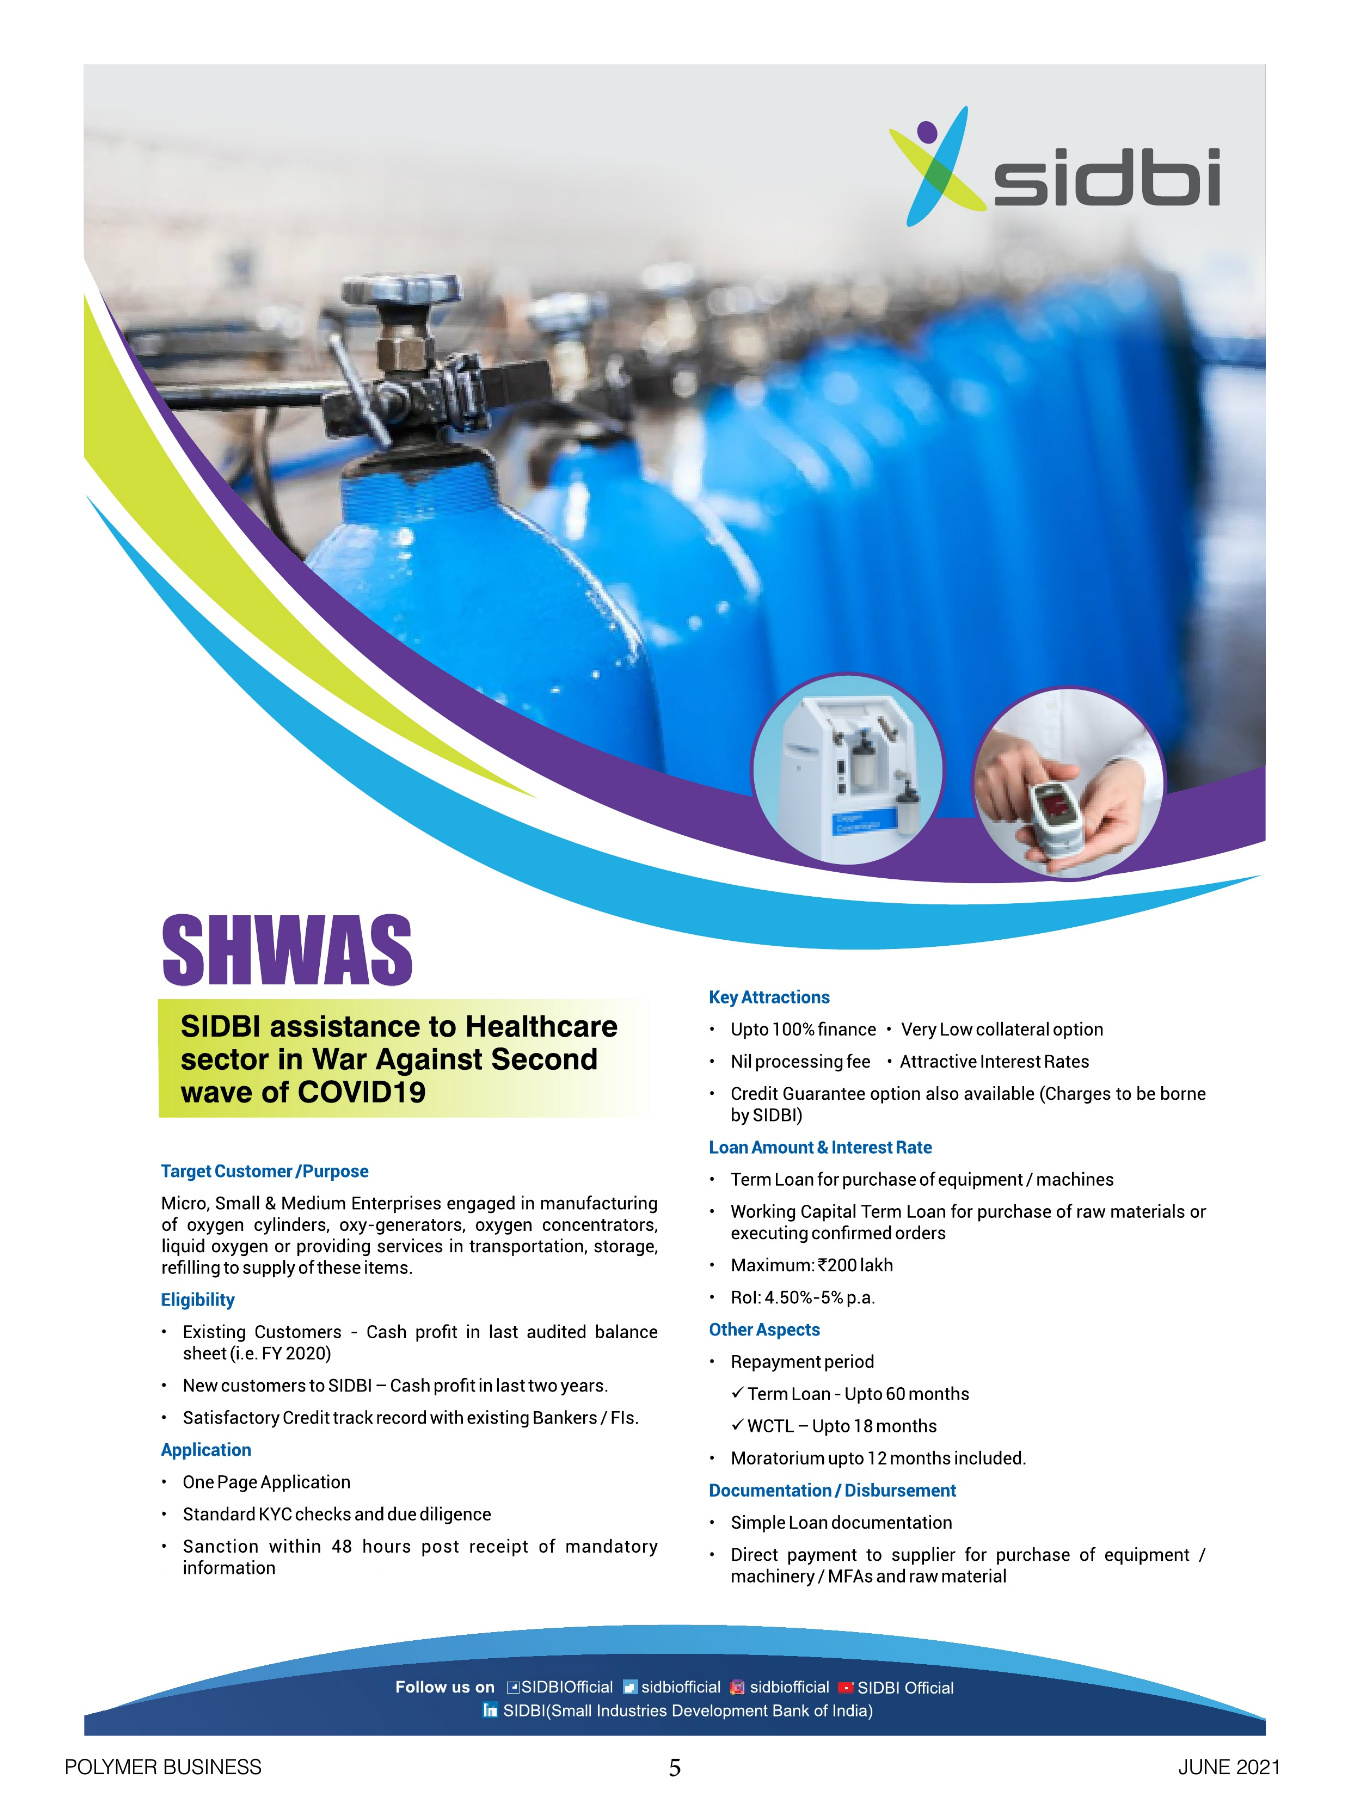 sidbi
Oxygen
Concentrator
SHWAS
SIDBI assistance to Healthcare
sector in War Against Second
wave of COVID19
Target Customer /Purpose
Micro, Small & Medium Enterprises engaged in manufacturing
of oxygen cylinders, oxy-generators, oxygen concentrators,
liquid oxygen or providing services in transportation, storage,
refilling to supply of these items.
Eligibility
• Existing Customers - Cash profit in last audited balance
sheet (i.e. FY 2020)
• New customers to SIDBI – Cash profit in last two years.
• Satisfactory Credit track record with existing Bankers / FIs.
Application
• One Page Application
• Standard KYC checks and due diligence
• Sanction within 48 hours post receipt of mandatory
information
Key Attractions
• Upto 100% finance • Very Low collateral option
• Nil processing fee • Attractive Interest Rates
• Credit Guarantee option also available (Charges to be borne
by SIDBI)
Loan Amount & Interest Rate
• Term Loan for purchase of equipment / machines
• Working Capital Term Loan for purchase of raw materials or
executing confirmed orders
• Maximum: ₹200 lakh
• RoI: 4.50%-5% p.a.
Other Aspects
• Repayment period
✓ Term Loan - Upto 60 months
✓ WCTL – Upto 18 months
• Moratorium upto 12 months included.
Documentation / Disbursement
• Simple Loan documentation
• Direct payment to supplier for purchase of equipment /
machinery / MFAs and raw material
Follow us on SIDBIOfficial sidbiofficial sidbiofficial SIDBI Official
in SIDBI(Small Industries Development Bank of India)
POLYMER BUSINESS 5 JUNE 2021